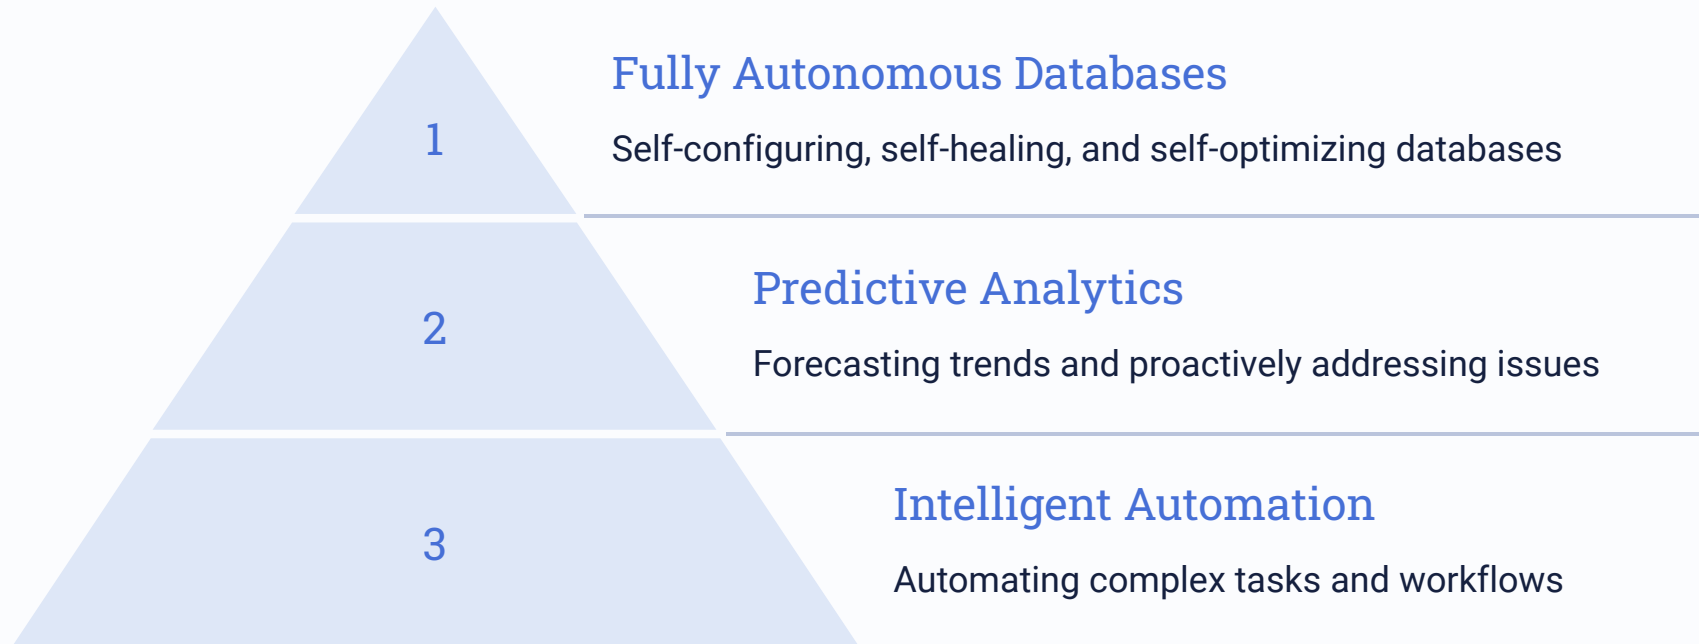 1
Fully Autonomous Databases
Self-configuring, self-healing, and self-optimizing databases
2
Predictive Analytics
Forecasting trends and proactively addressing issues
3
Intelligent Automation
Automating complex tasks and workflows